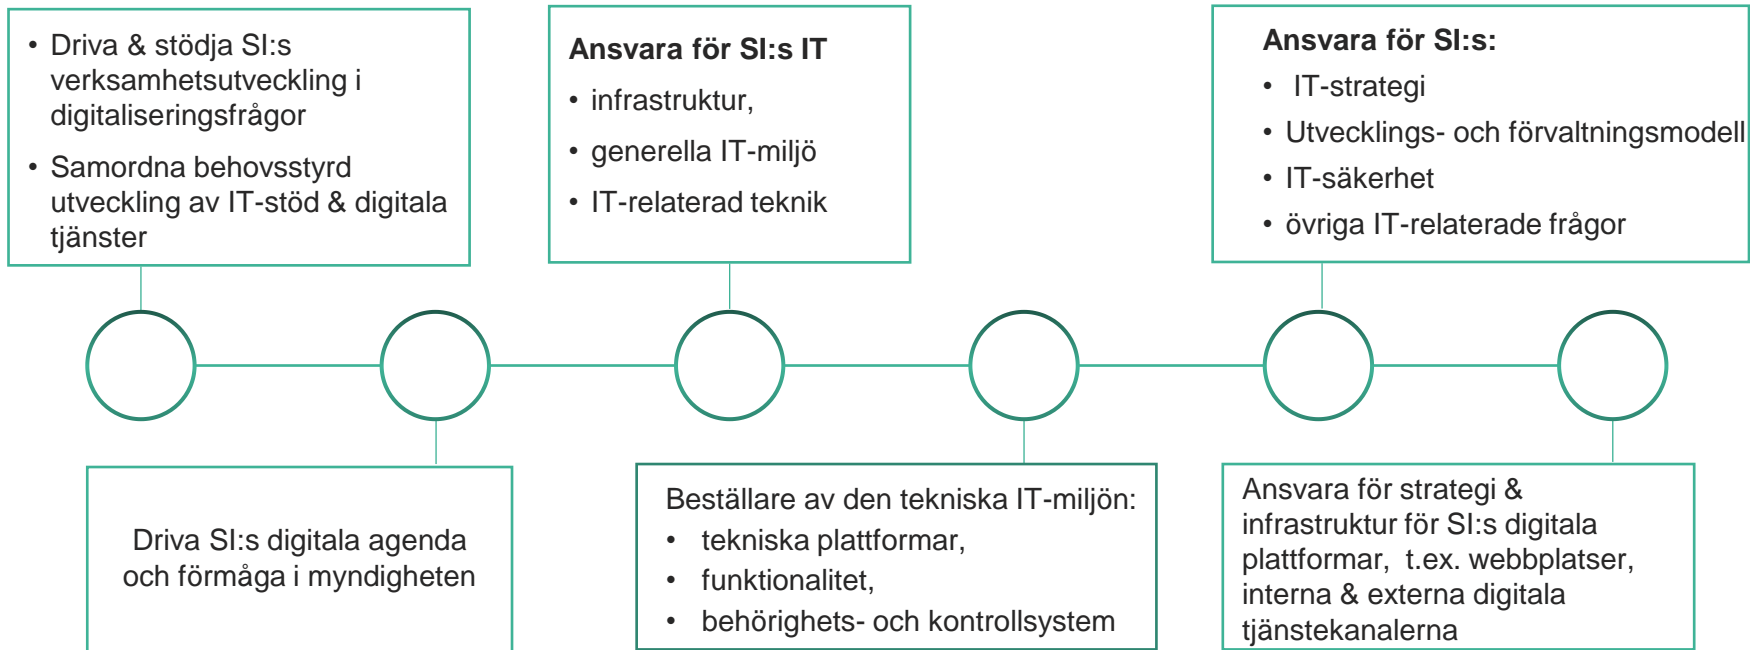 • Driva & stödja SI:s
verksamhetsutveckling i
digitaliseringsfrågor
• Samordna behovsstyrd
utveckling av IT-stöd & digitala
tjänster
Ansvara för SI:s IT
• infrastruktur,
• generella IT-miljö
• IT-relaterad teknik
Ansvara för SI:s:
• IT-strategi
• Utvecklings- och förvaltningsmodell
• IT-säkerhet
• övriga IT-relaterade frågor
Driva SI:s digitala agenda
och förmåga i myndigheten
Beställare av den tekniska IT-miljön:
• tekniska plattformar,
• funktionalitet,
• behörighets- och kontrollsystem
Ansvara för strategi &
infrastruktur för SI:s digitala
plattformar, t.ex. webbplatser,
interna & externa digitala
tjänstekanalerna